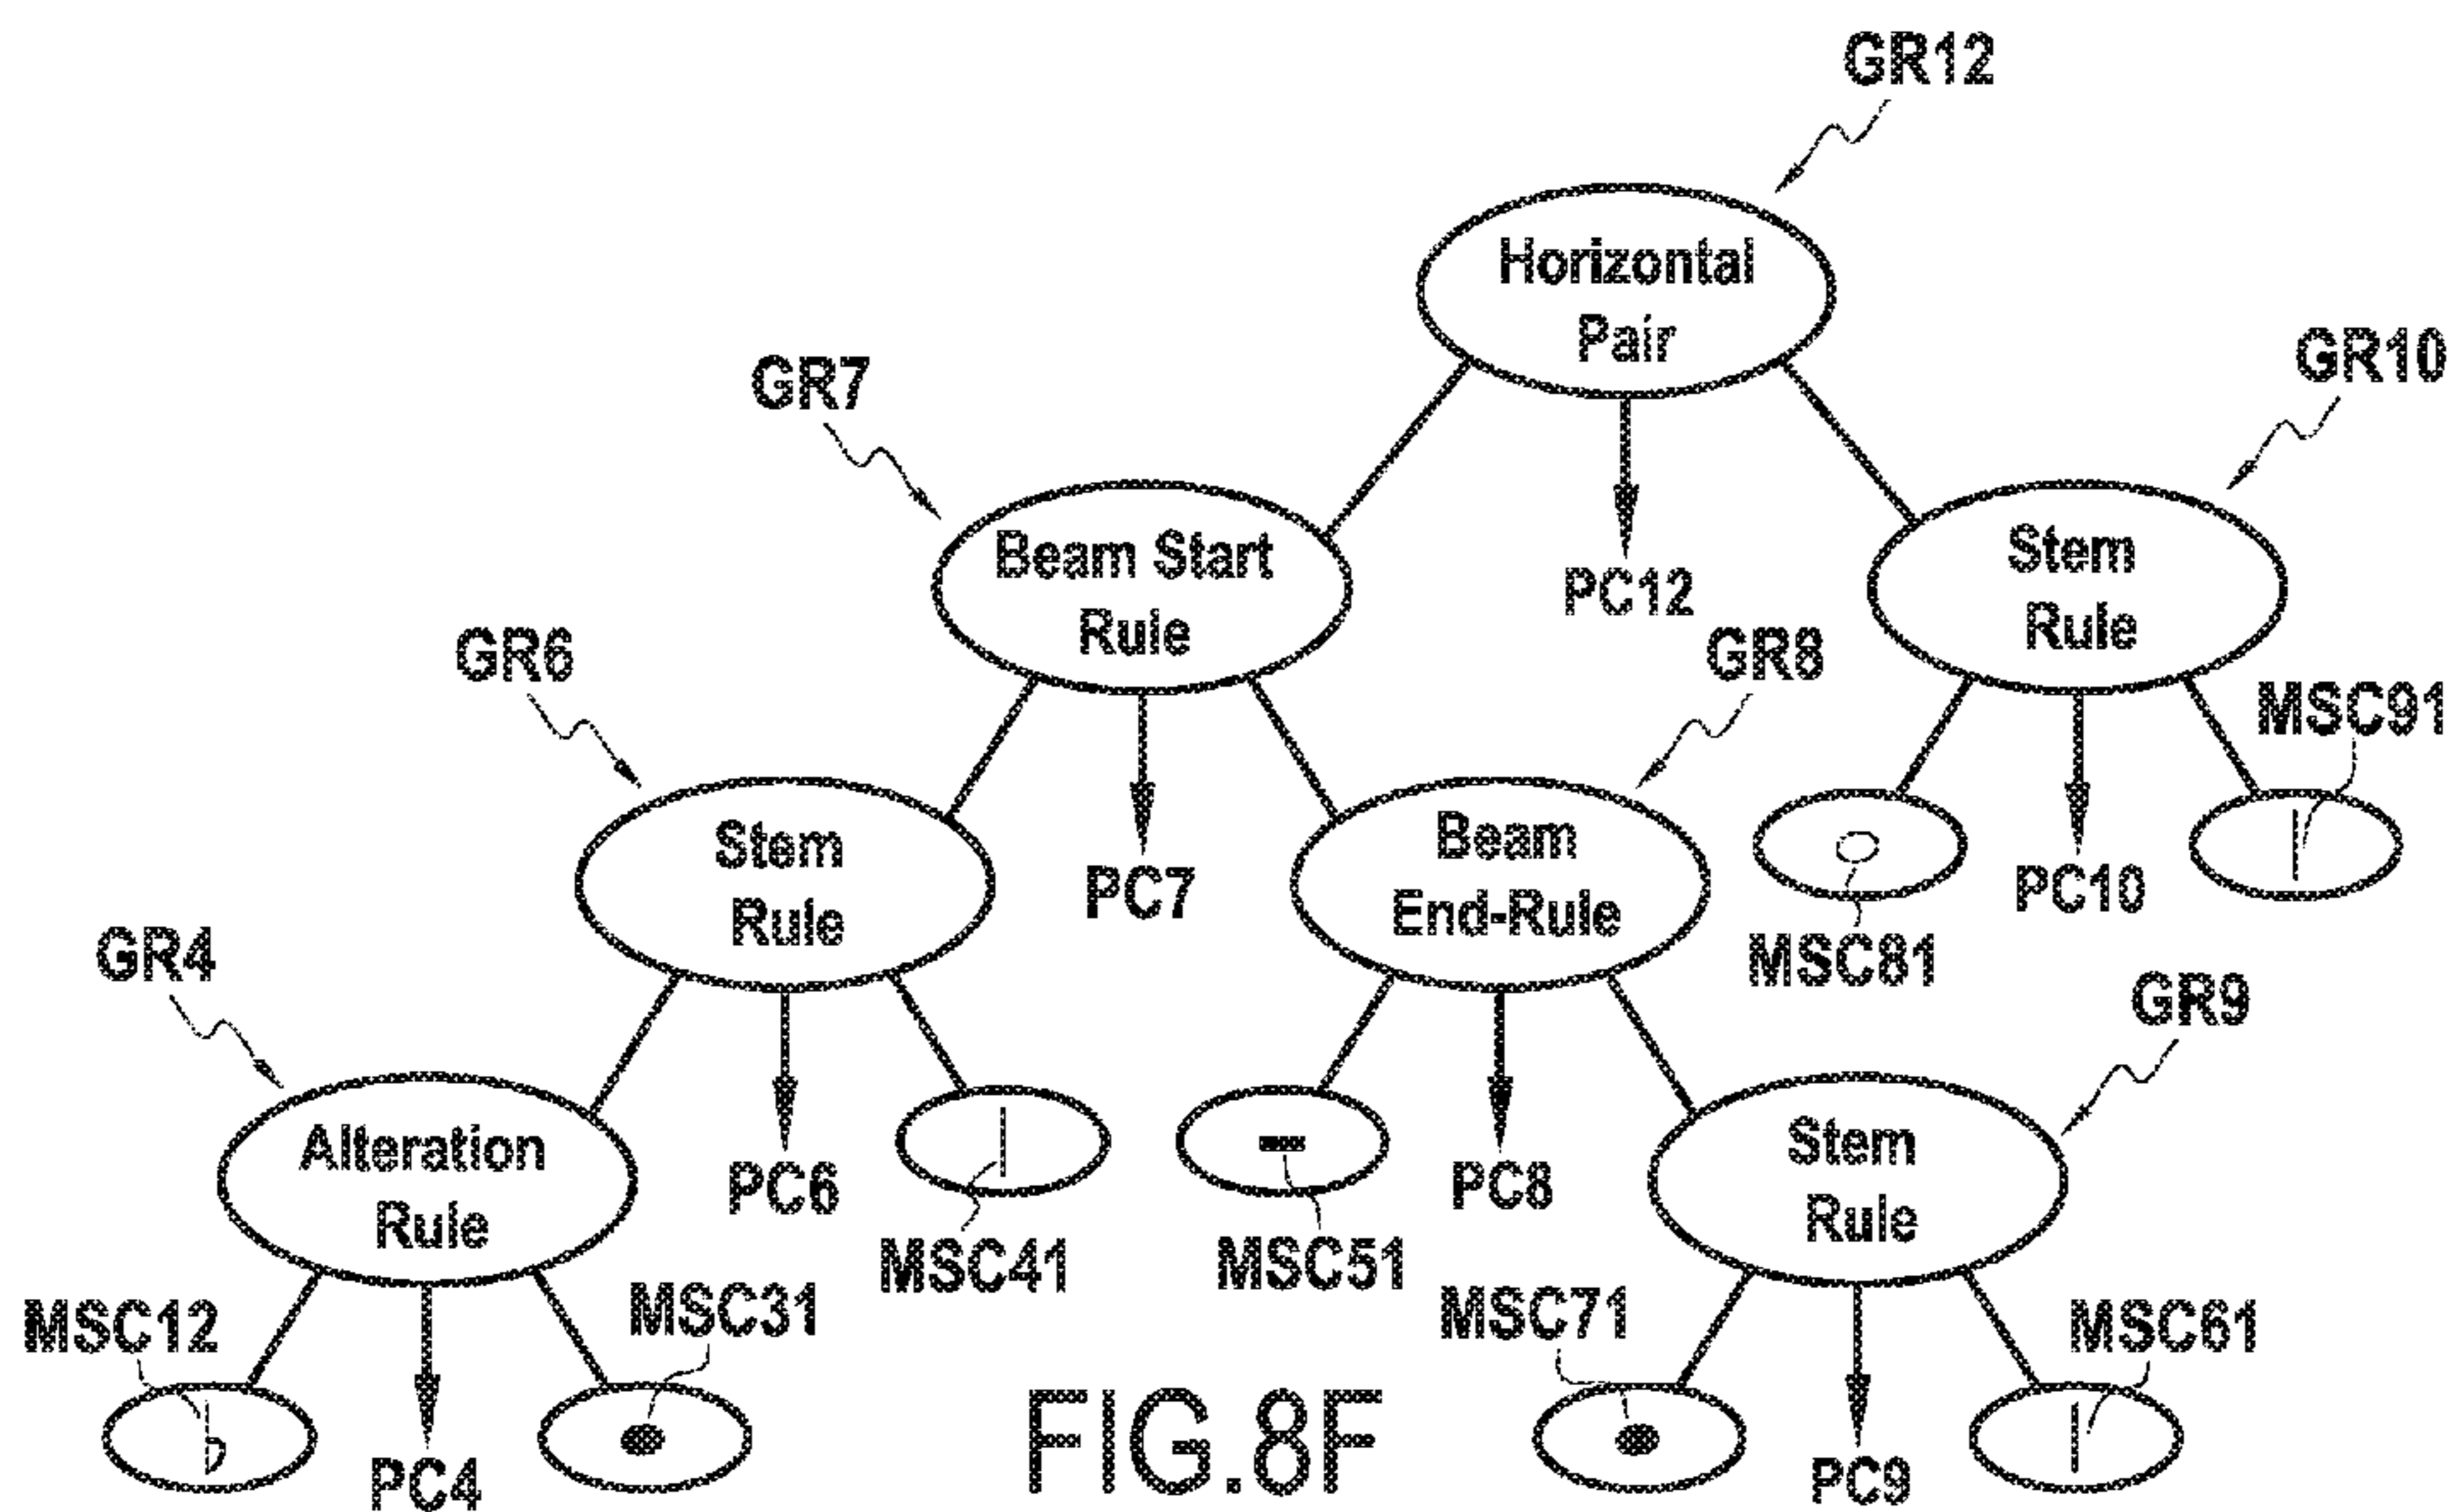 GR12
Horizontal
Pair
GR10
GR7
Beam Start
Rule
Stem
Rule
PC12
GR6
GR8
MSC91
Stem
Rule
PC7
Beam
End-Rule
PC10
MSC81
GR4
GR9
Alteration
Rule
PC6
MSC41
MSC51
PC8
Stem
Rule
MSC12
MSC31
MSC71
MSC61
PC4
PC9
FIG.8F